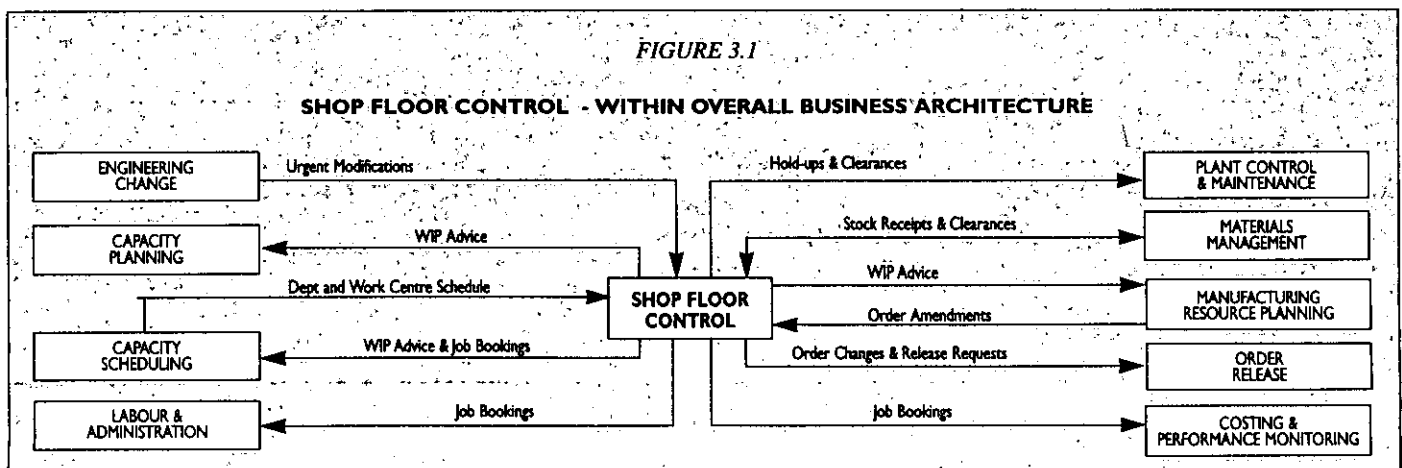 FIGURE 3.1
SHOP FLOOR CONTROL - WITHIN OVERALL BUSINESS ARCHITECTURE
ENGINEERING
CHANGE
Urgent Modifications
Hold-ups & Clearances
PLANT CONTROL
& MAINTENANCE
CAPACITY
PLANNING
WIP Advice
Stock Receipts & Clearances
MATERIALS
MANAGEMENT
Dept and Work Centre Schedule
SHOP FLOOR
CONTROL
WIP Advice
Order Amendments
MANUFACTURING
RESOURCE PLANNING
CAPACITY
SCHEDULING
WIP Advice & Job Bookings
Order Changes & Release Requests
ORDER
RELEASE
LABOUR &
ADMINISTRATION
Job Bookings
Job Bookings
COSTING &
PERFORMANCE MONITORING